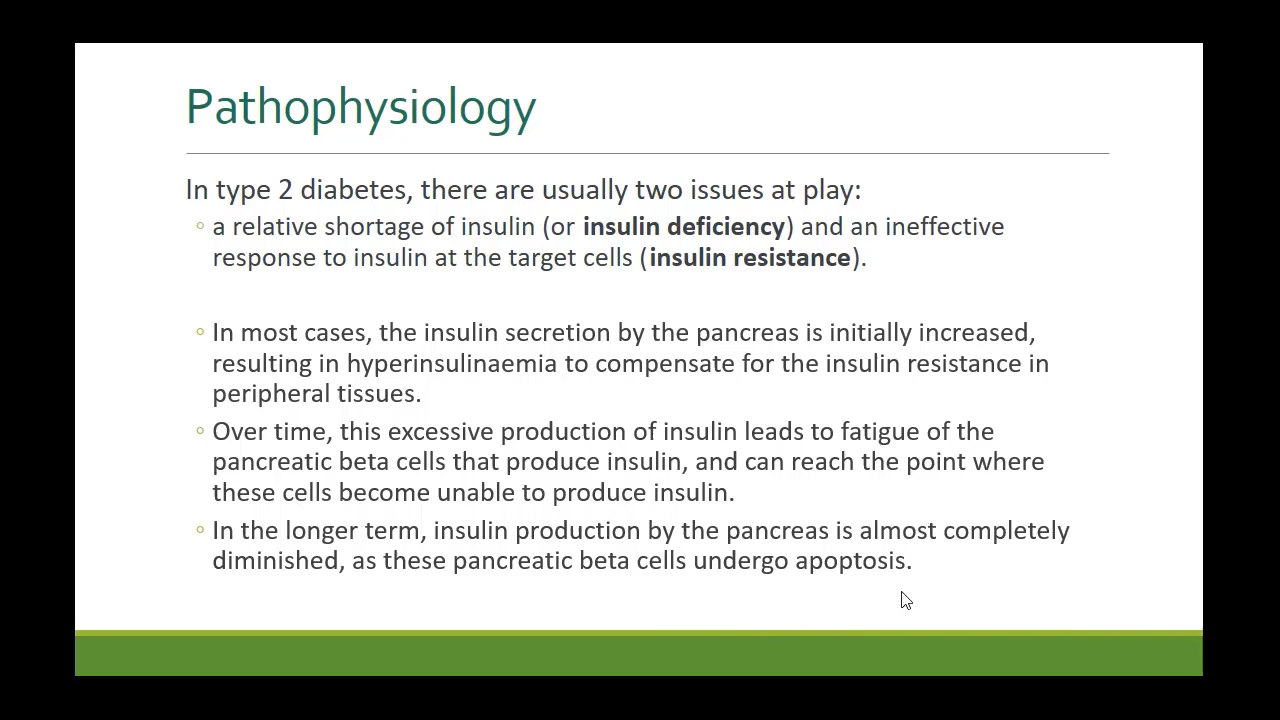 Pathophysiology
In type 2 diabetes, there are usually two issues at play:
◦ a relative shortage of insulin (or insulin deficiency) and an ineffective
response to insulin at the target cells (insulin resistance).
◦ In most cases, the insulin secretion by the pancreas is initially increased,
resulting in hyperinsulinaemia to compensate for the insulin resistance in
peripheral tissues.
◦ Over time, this excessive production of insulin leads to fatigue of the
pancreatic beta cells that produce insulin, and can reach the point where
these cells become unable to produce insulin.
◦ In the longer term, insulin production by the pancreas is almost completely
diminished, as these pancreatic beta cells undergo apoptosis.